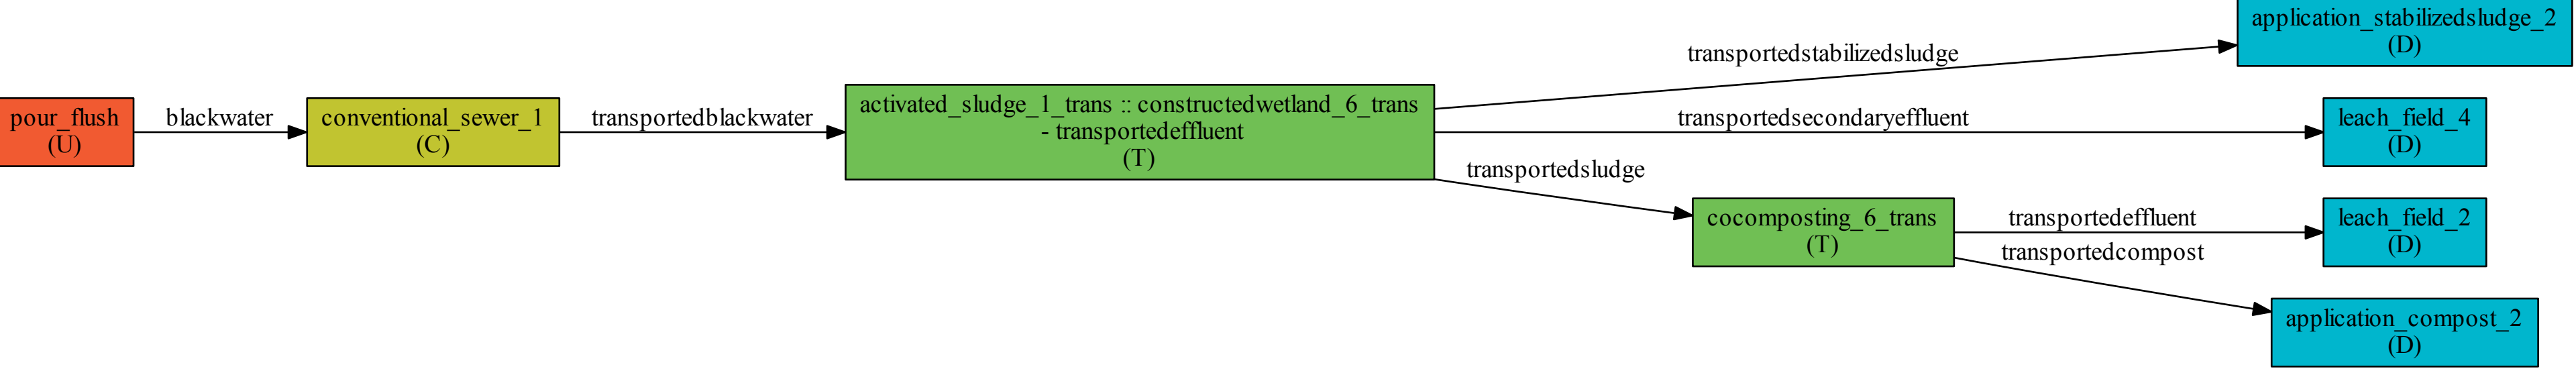 pour_flush
(U)
blackwater
conventional_sewer_1
(C)
transportedblackwater
activated_sludge_1_trans :: constructedwetland_6_trans
- transportedeffluent
(T)
transportedstabilizedsludge
application_stabilizedsludge_2
(D)
transportedsecondaryeffluent
leach_field_4
(D)
transportedsludge
cocomposting_6_trans
(T)
transportedeffluent
leach_field_2
(D)
transportedcompost
application_compost_2
(D)